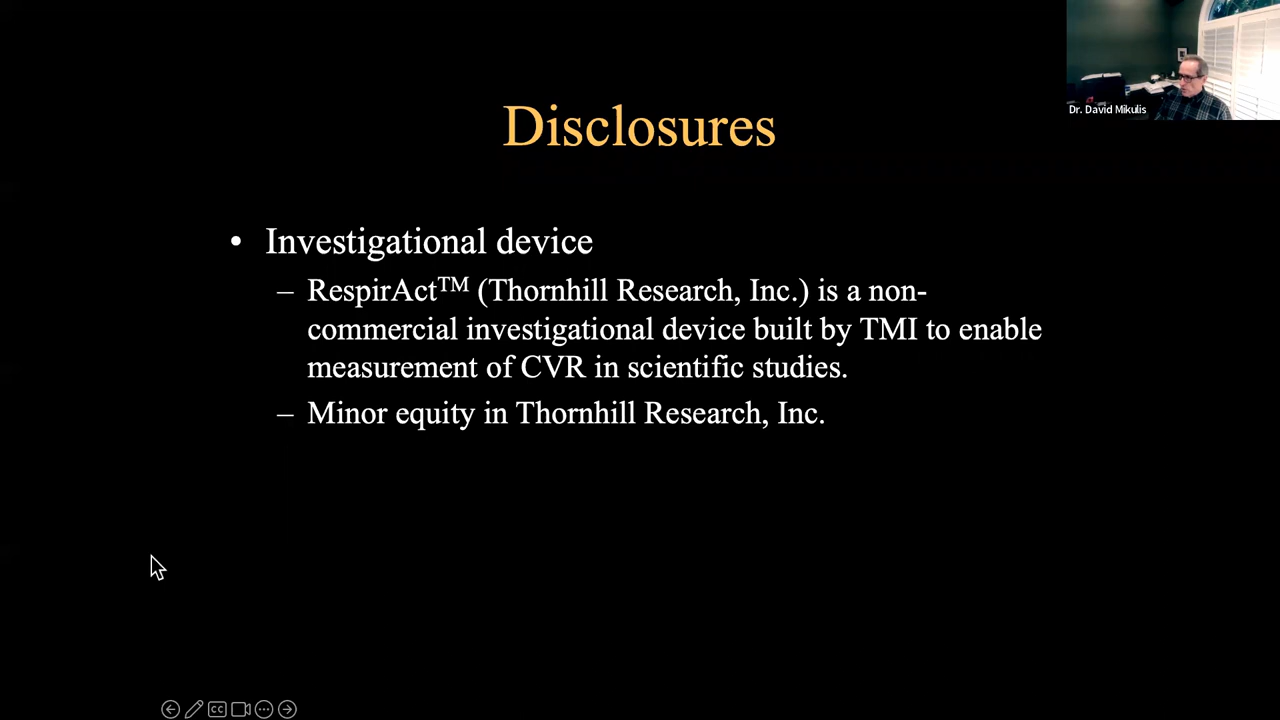 Dr. David Mikulis
Disclosures
• Investigational device
– RespirAct™ (Thornhill Research, Inc.) is a non-
commercial investigational device built by TMI to enable
measurement of CVR in scientific studies.
– Minor equity in Thornhill Research, Inc.
CC